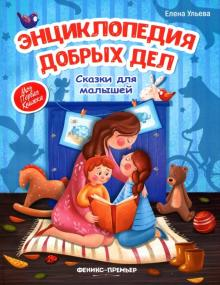 Елена Ульева
ЭНЦИКЛОПЕДИЯ
ДОБРЫХ ДЕЛ
Сказки для
малышей
Моя
Первая
Книжка
ФЕНИКС-ПРЕМЬЕР